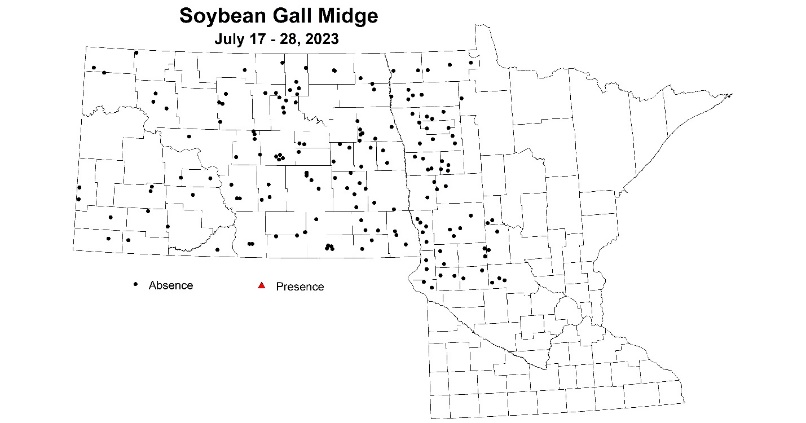 Soybean Gall Midge
July 17 - 28, 2023
Absence Presence